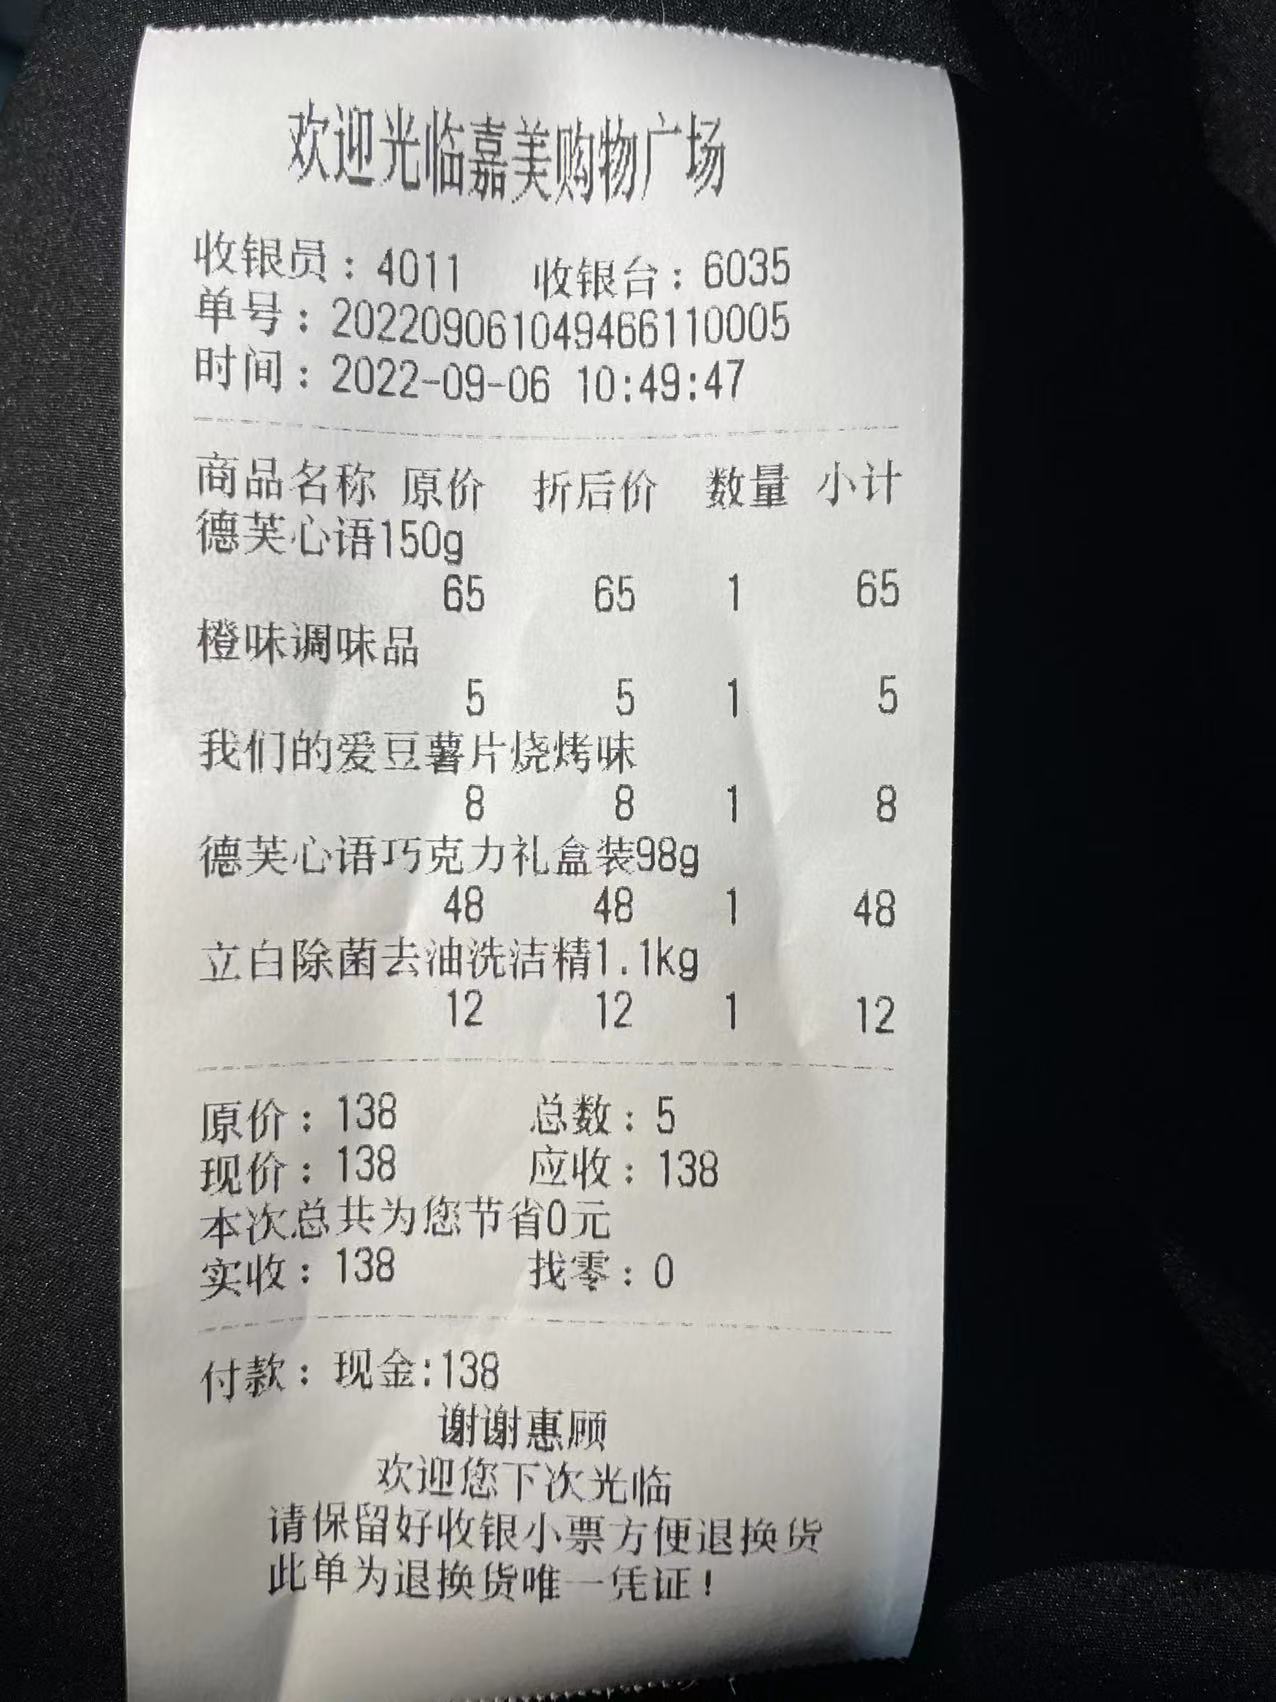 欢迎光临嘉美购物广场
收银员：4011 收银台：6035
单号：2022090610494661​10005
时间：2022-09-06 10:49:47
商品名称 原价 折后价 数量 小计
德芙心语150g
65 65 1 65
橙味调味品
5 5 1 5
我们的爱豆薯片烧烤味
8 8 1 8
德芙心语巧克力礼盒装98g
48 48 1 48
立白除菌去油洗洁精1.1kg
12 12 1 12
原价：138 总数：5
现价：138 应收：138
本次总共为您节省0元
实收：138 找零：0
付款：现金:138
谢谢惠顾
欢迎您下次光临
请保留好收银小票方便退换货
此单为退换货唯一凭证！